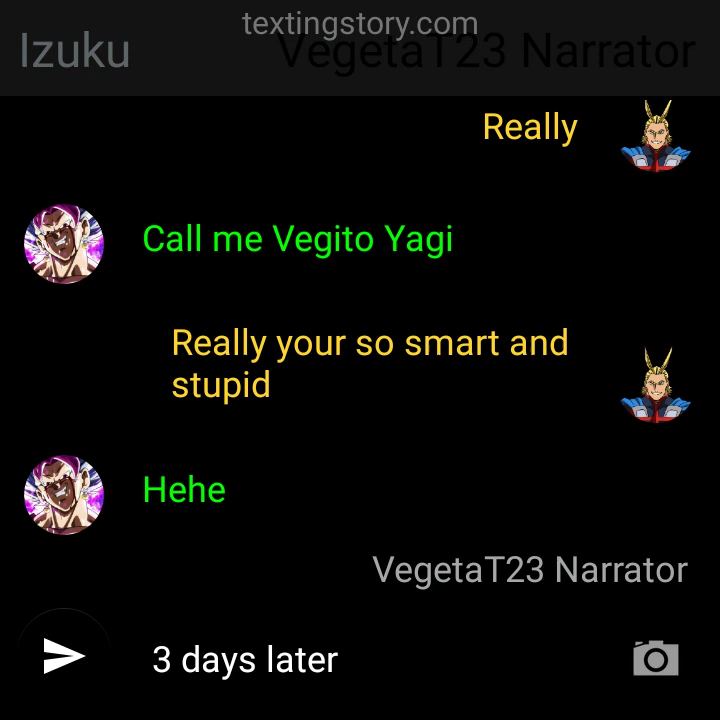 textingstory.com
Izuku
VegetaT23 Narrator
Really
Call me Vegito Yagi
Really your so smart and
stupid
Hehe
VegetaT23 Narrator
3 days later